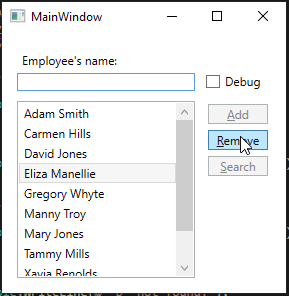 MainWindow
Employee's name:
Debug
Adam Smith
Carmen Hills
David Jones
Eliza Manellie
Gregory Whyte
Manny Troy
Mary Jones
Tammy Mills
Xavia Renolds
Add
Remove
Search